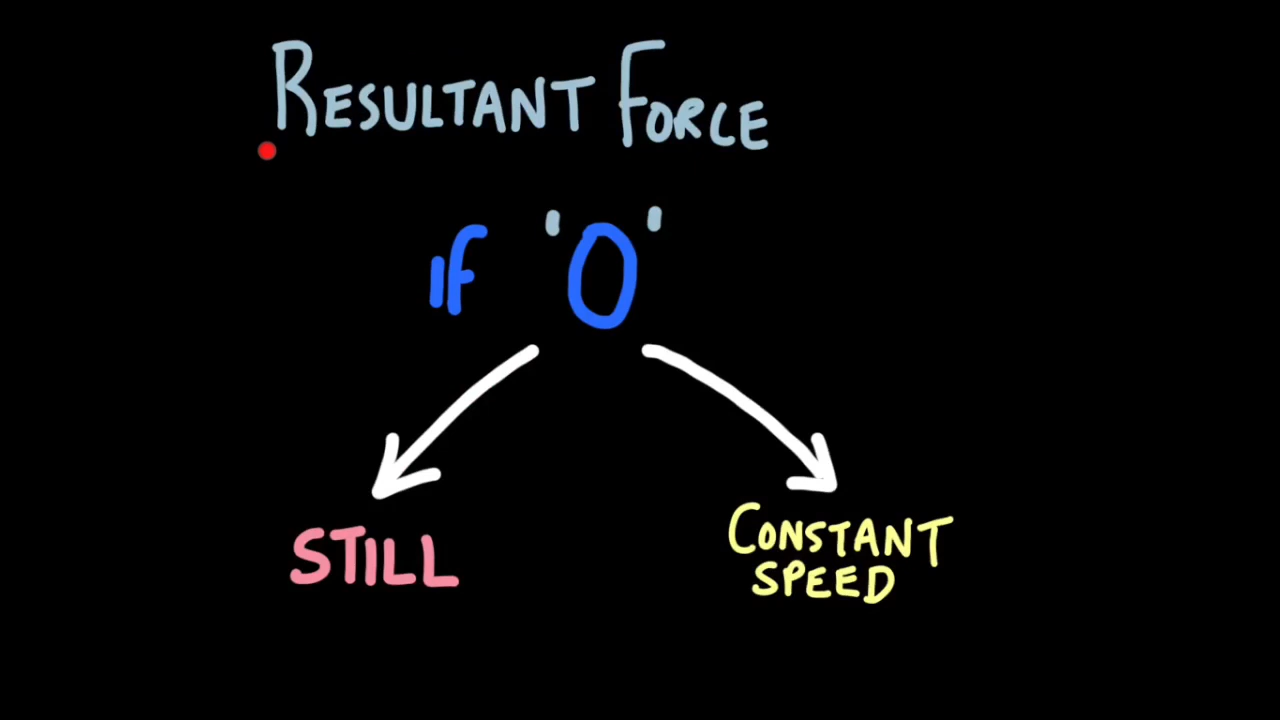 RESULTANT FORCE
IF '0'
STILL
CONSTANT
SPEED